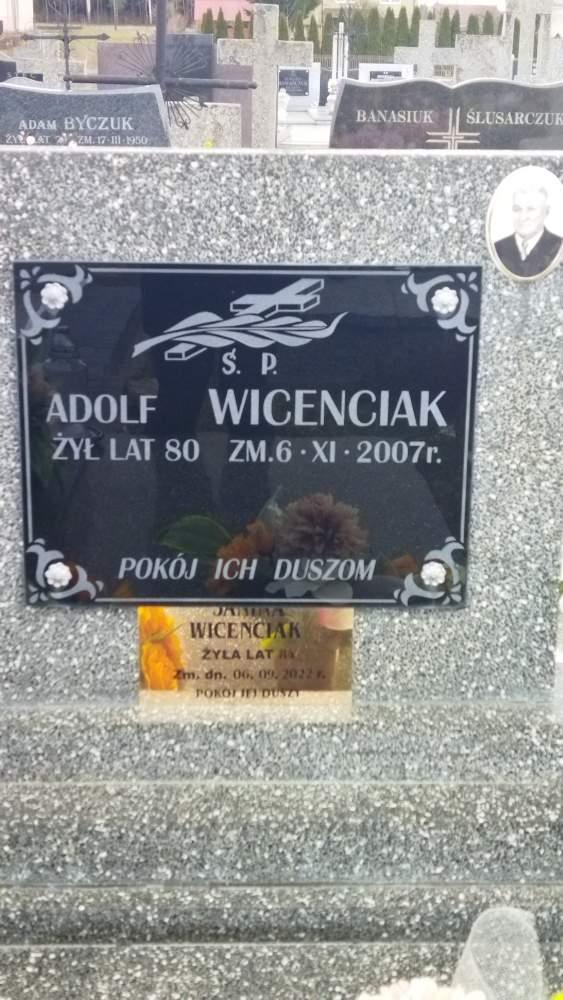 ADAM BYCZUK
ZM. 17·III·1950
BANASIUK ŚLUSARCZUK
Ś. P.
ADOLF WICENCIAK
ŻYŁ LAT 80 ZM. 6·XI·2007r.
POKÓJ ICH DUSZOM
JANINA
WICENCIAK
ŻYŁA LAT
Zm. dn. 06. 09. 2022 r.
POKÓJ JEJ DUSZY